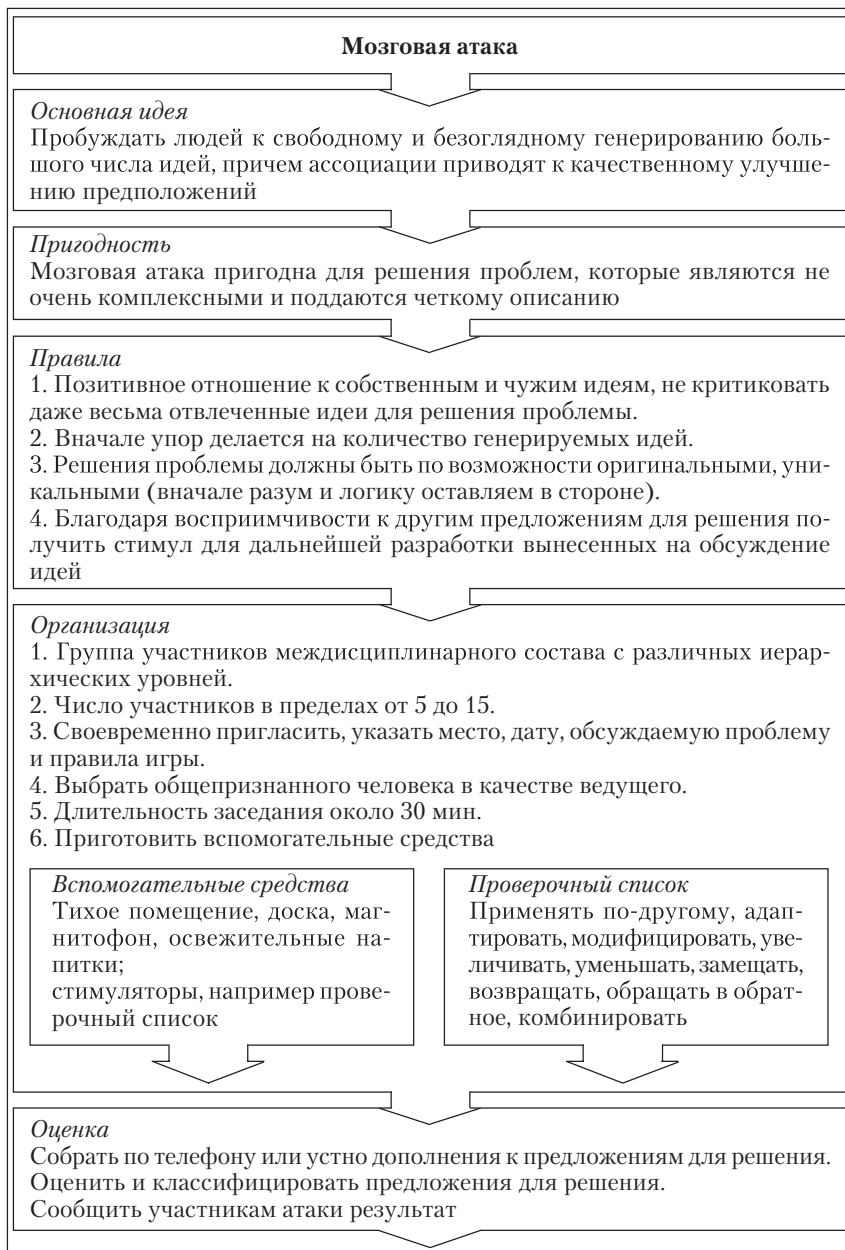 Мозговая атака
Основная идея
Пробуждать людей к свободному и безоглядному генерированию боль-
шого числа идей, причем ассоциации приводят к качественному улучше-
нию предположений
Пригодность
Мозговая атака пригодна для решения проблем, которые являются не
очень комплексными и поддаются четкому описанию
Правила
1. Позитивное отношение к собственным и чужим идеям, не критиковать
даже весьма отвлеченные идеи для решения проблемы.
2. Вначале упор делается на количество генерируемых идей.
3. Решения проблемы должны быть по возможности оригинальными, уни-
кальными (вначале разум и логику оставляем в стороне).
4. Благодаря восприимчивости к другим предложениям для решения по-
лучить стимул для дальнейшей разработки вынесенных на обсуждение
идей
Организация
1. Группа участников междисциплинарного состава с различных иерар-
хических уровней.
2. Число участников в пределах от 5 до 15.
3. Своевременно пригласить, указать место, дату, обсуждаемую проблему
и правила игры.
4. Выбрать общепризнанного человека в качестве ведущего.
5. Длительность заседания около 30 мин.
6. Приготовить вспомогательные средства
Вспомогательные средства
Тихое помещение, доска, маг-
нитофон, освежительные на-
питки;
стимуляторы, например прове-
рочный список
Проверочный список
Применять по-другому, адап-
тировать, модифицировать, уве-
личивать, уменьшать, замещать,
возвращать, обращать в обрат-
ное, комбинировать
Оценка
Собрать по телефону или устно дополнения к предложениям для решения.
Оценить и классифицировать предложения для решения.
Сообщить участникам атаки результат